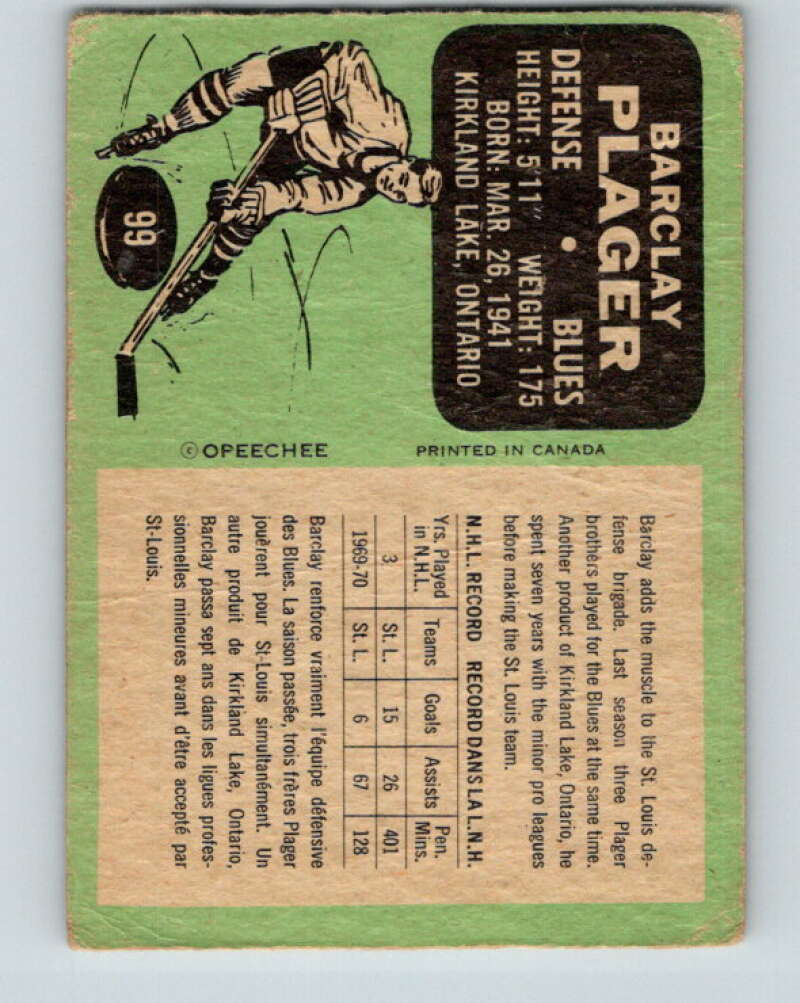 BARCLAY
PLAGER
DEFENSE • BLUES
HEIGHT: 5'11" WEIGHT: 175
BORN: MAR. 26, 1941
KIRKLAND LAKE, ONTARIO
99
© OPEECHEE PRINTED IN CANADA
Barclay adds the muscle to the St. Louis de-
fense brigade. Last season three Plager
brothers played for the Blues at the same time.
Another product of Kirkland Lake, Ontario, he
spent seven years with the minor pro leagues
before making the St. Louis team.
N.H.L. RECORD RECORD DANS LA L.N.H.
Yrs. Played in N.H.L. Teams Goals Assists Pen. Mins.
3 St. L. 15 26 401
1969-70 St. L. 6 67 128
Barclay renforce vraiment l'équipe défensive
des Blues. La saison passée, trois frères Plager
jouèrent pour St-Louis simultanément. Un
autre produit de Kirkland Lake, Ontario,
Barclay passa sept ans dans les ligues profes-
sionnelles mineures avant d'être accepté par
St-Louis.